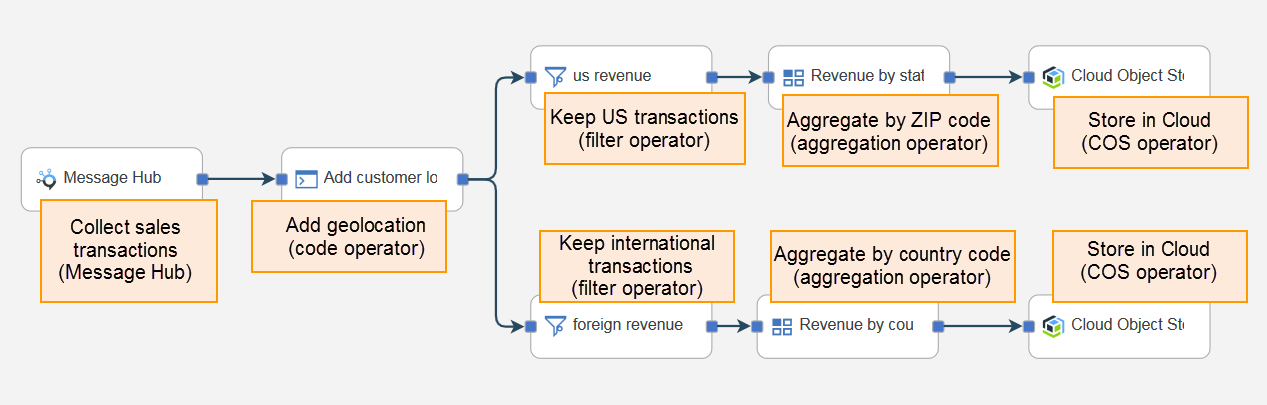 us revenue
Keep US transactions
(filter operator)
Revenue by stat
Aggregate by ZIP code
(aggregation operator)
Cloud Object Sto
Store in Cloud
(COS operator)
Message Hub
Collect sales
transactions
(Message Hub)
Add customer lo
Add geolocation
(code operator)
Keep international
transactions
(filter operator)
foreign revenue
Aggregate by country code
(aggregation operator)
Revenue by cou
Store in Cloud
(COS operator)
Cloud Object Sto